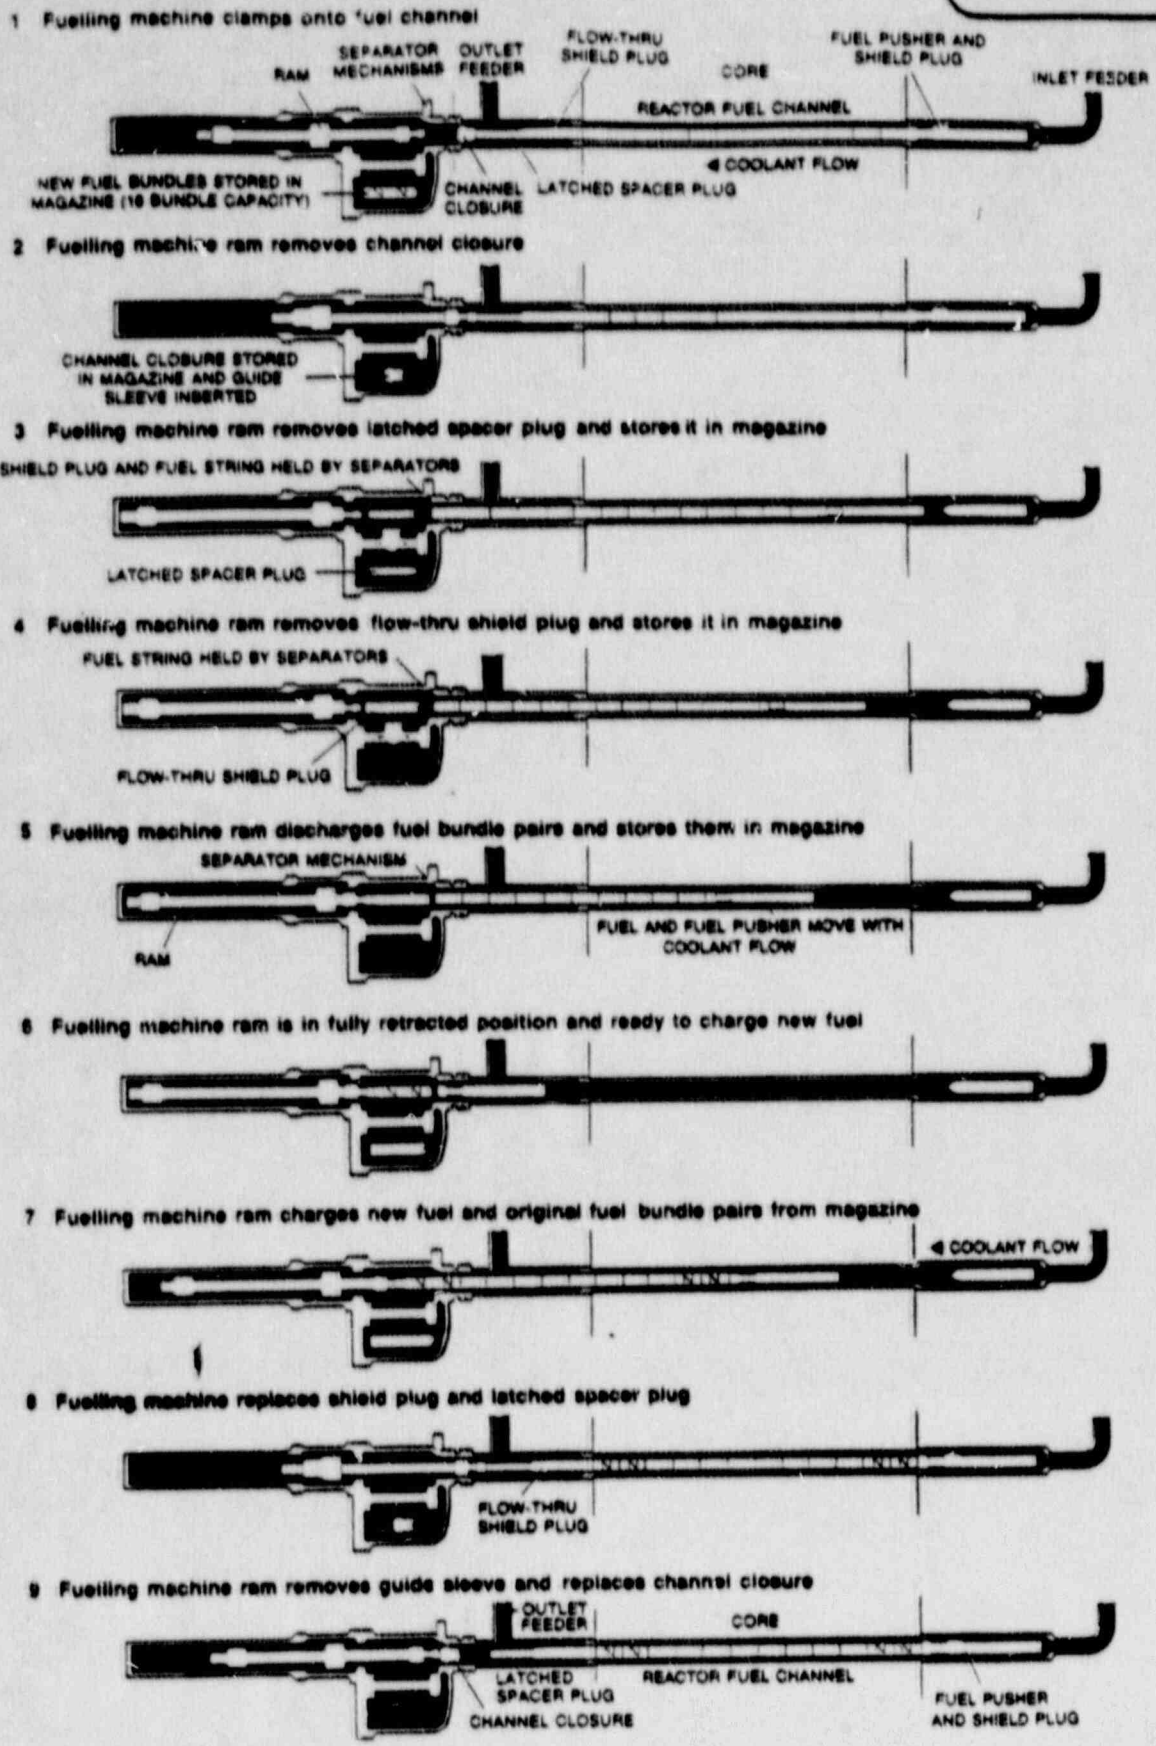 1 Fuelling machine clamps onto fuel channel
SEPARATOR
MECHANISMS
OUTLET
FEEDER
FLOW-THRU
SHIELD PLUG
CORE
FUEL PUSHER AND
SHIELD PLUG
INLET FEEDER
RAM
REACTOR FUEL CHANNEL
◄ COOLANT FLOW
NEW FUEL BUNDLES STORED IN
MAGAZINE (16 BUNDLE CAPACITY)
CHANNEL
CLOSURE
LATCHED SPACER PLUG
2 Fuelling machine ram removes channel closure
CHANNEL CLOSURE STORED
IN MAGAZINE AND GUIDE
SLEEVE INSERTED
3 Fuelling machine ram removes latched spacer plug and stores it in magazine
SHIELD PLUG AND FUEL STRING HELD BY SEPARATORS
LATCHED SPACER PLUG
4 Fuelling machine ram removes flow-thru shield plug and stores it in magazine
FUEL STRING HELD BY SEPARATORS
FLOW-THRU SHIELD PLUG
5 Fuelling machine ram discharges fuel bundle pairs and stores them in magazine
SEPARATOR MECHANISM
RAM
FUEL AND FUEL PUSHER MOVE WITH
COOLANT FLOW
6 Fuelling machine ram is in fully retracted position and ready to charge new fuel
7 Fuelling machine ram charges new fuel and original fuel bundle pairs from magazine
◄ COOLANT FLOW
8 Fuelling machine replaces shield plug and latched spacer plug
FLOW-THRU
SHIELD PLUG
9 Fuelling machine ram removes guide sleeve and replaces channel closure
OUTLET
FEEDER
CORE
LATCHED
SPACER PLUG
REACTOR FUEL CHANNEL
CHANNEL CLOSURE
FUEL PUSHER
AND SHIELD PLUG